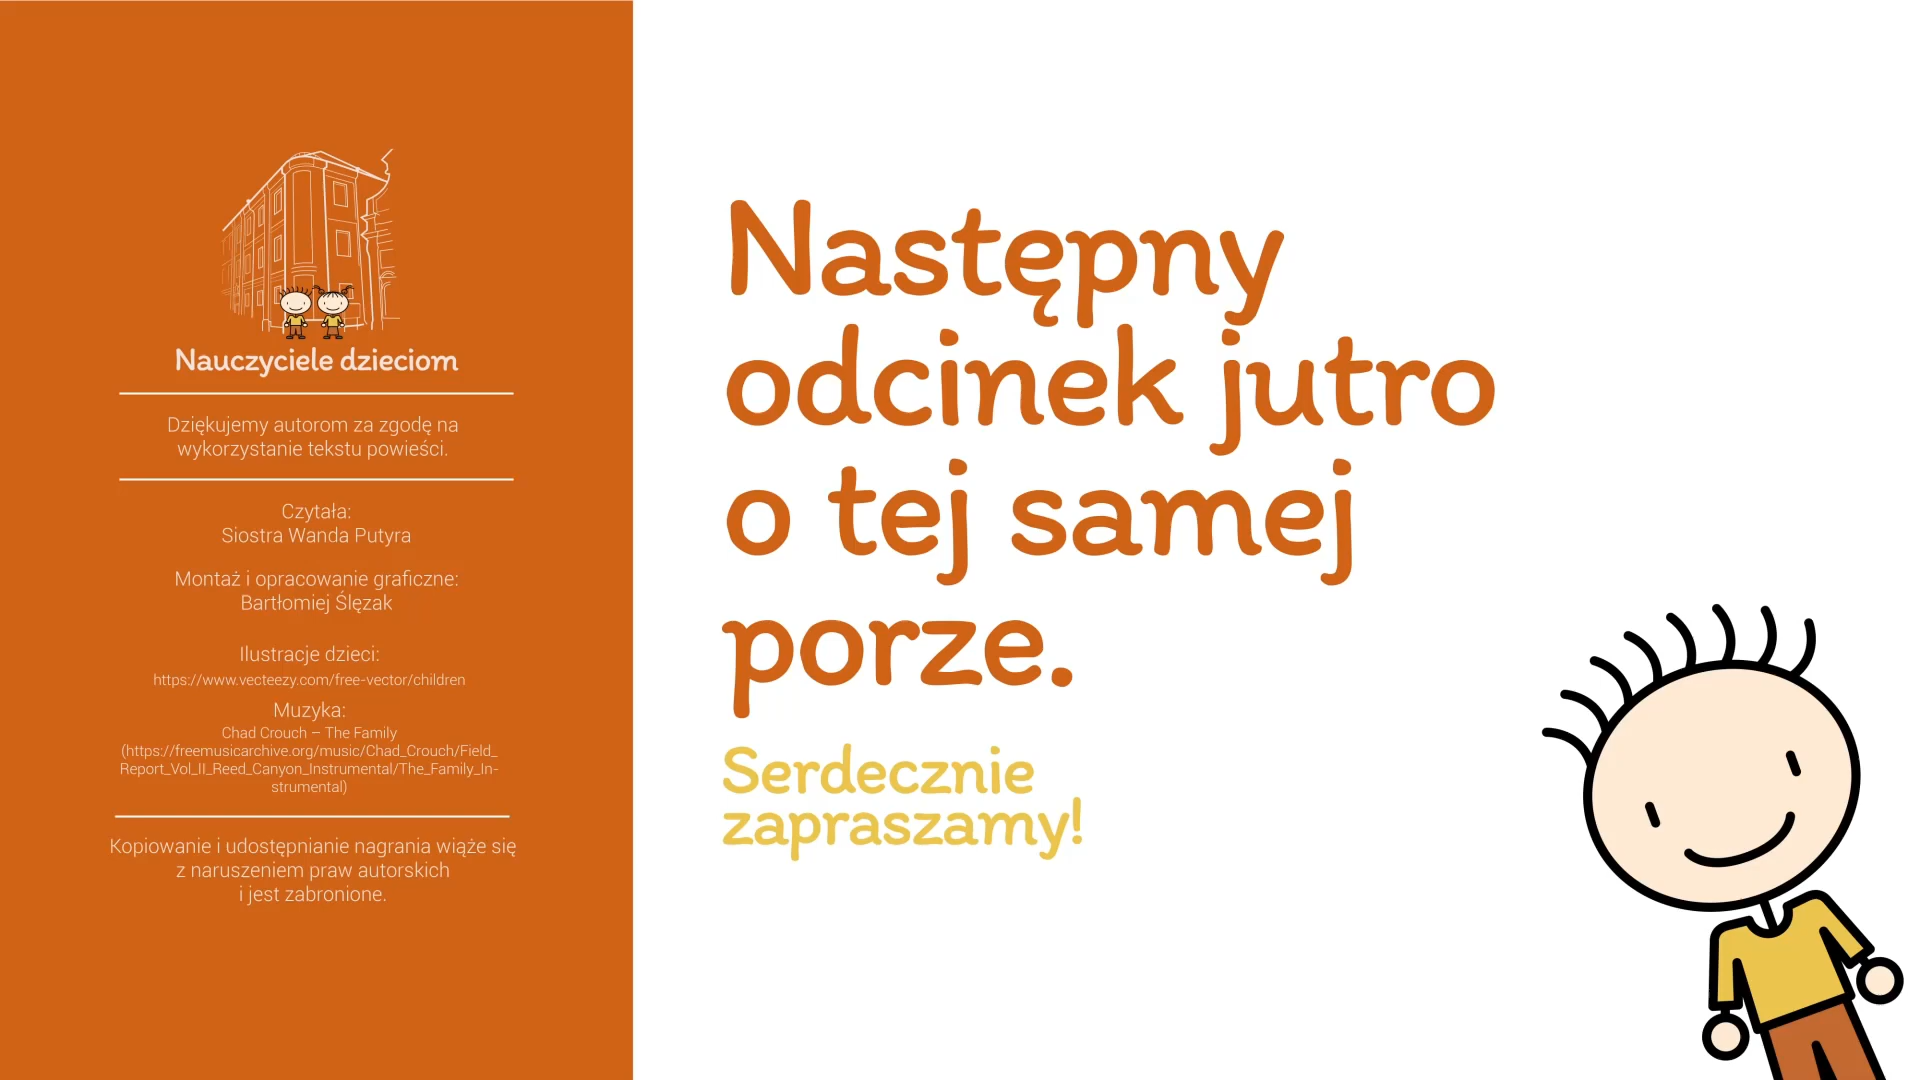 Nauczyciele dzieciom
Dziękujemy autorom za zgodę na
wykorzystanie tekstu powieści.
Czytała:
Siostra Wanda Putyra
Montaż i opracowanie graficzne:
Bartłomiej Ślęzak
Ilustracje dzieci:
https://www.vecteezy.com/free-vector/children
Muzyka:
Chad Crouch – The Family
(https://freemusicarchive.org/music/Chad_Crouch/Field_
Report_Vol_II_Reed_Canyon_Instrumental/The_Family_In-
strumental)
Kopiowanie i udostępnianie nagrania wiąże się
z naruszeniem praw autorskich
i jest zabronione.
Następny
odcinek jutro
o tej samej
porze.
Serdecznie
zapraszamy!